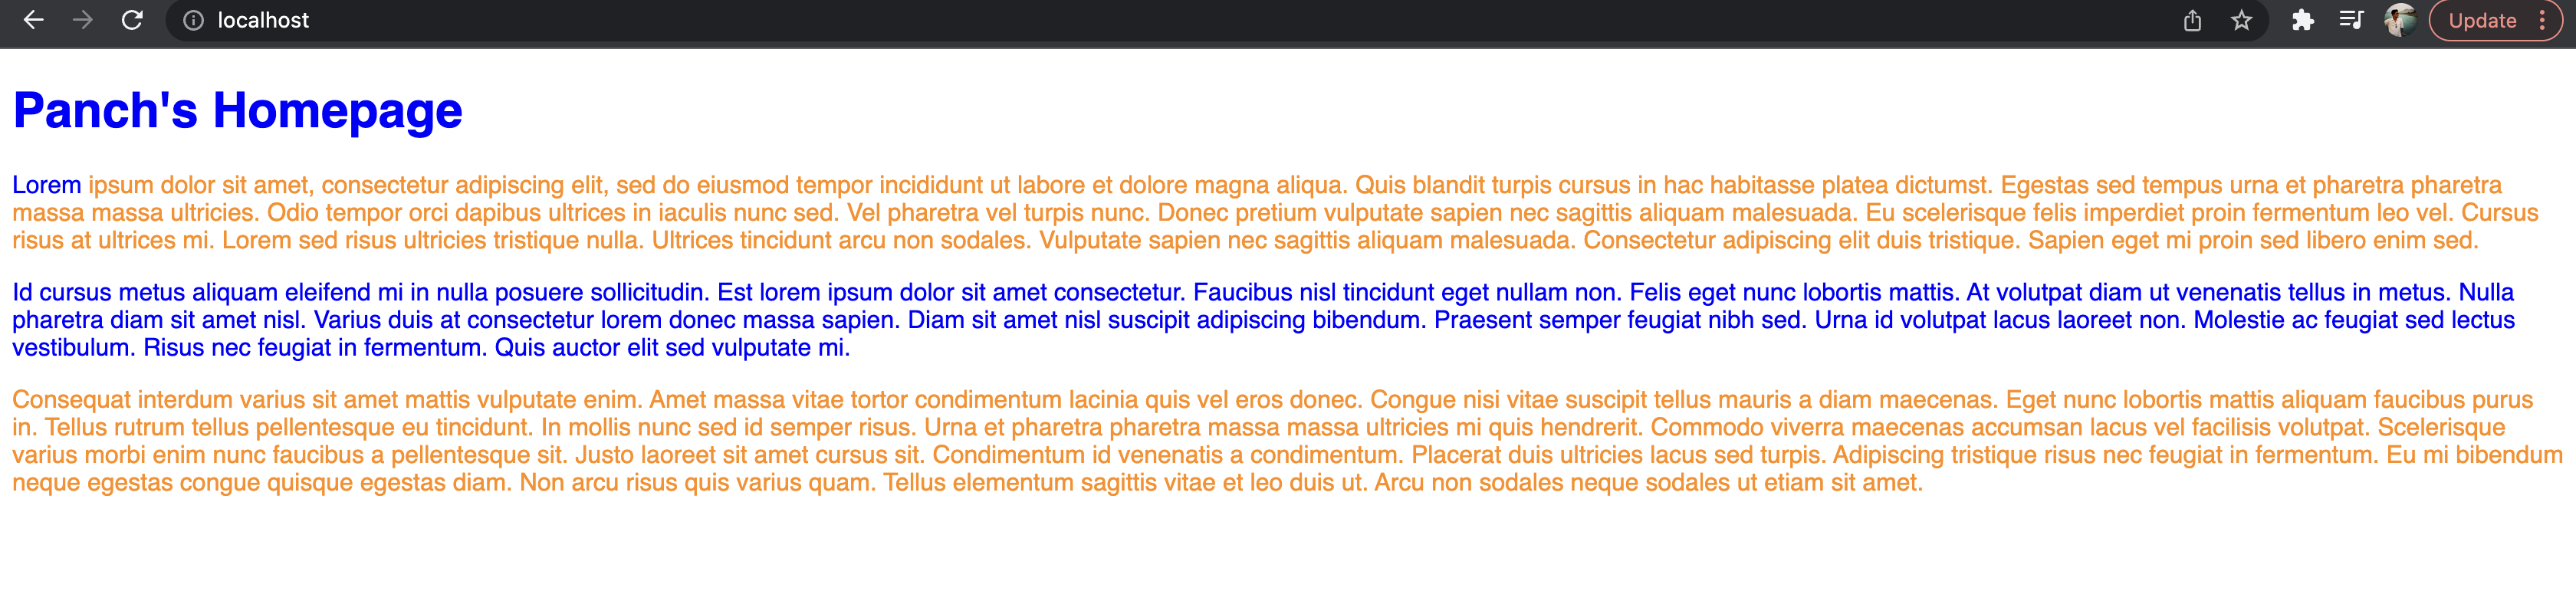 localhost
Update
Panch's Homepage
Lorem ipsum dolor sit amet, consectetur adipiscing elit, sed do eiusmod tempor incididunt ut labore et dolore magna aliqua. Quis blandit turpis cursus in hac habitasse platea dictumst. Egestas sed tempus urna et pharetra pharetra
massa massa ultricies. Odio tempor orci dapibus ultrices in iaculis nunc sed. Vel pharetra vel turpis nunc. Donec pretium vulputate sapien nec sagittis aliquam malesuada. Eu scelerisque felis imperdiet proin fermentum leo vel. Cursus
risus at ultrices mi. Lorem sed risus ultricies tristique nulla. Ultrices tincidunt arcu non sodales. Vulputate sapien nec sagittis aliquam malesuada. Consectetur adipiscing elit duis tristique. Sapien eget mi proin sed libero enim sed.
Id cursus metus aliquam eleifend mi in nulla posuere sollicitudin. Est lorem ipsum dolor sit amet consectetur. Faucibus nisl tincidunt eget nullam non. Felis eget nunc lobortis mattis. At volutpat diam ut venenatis tellus in metus. Nulla
pharetra diam sit amet nisl. Varius duis at consectetur lorem donec massa sapien. Diam sit amet nisl suscipit adipiscing bibendum. Praesent semper feugiat nibh sed. Urna id volutpat lacus laoreet non. Molestie ac feugiat sed lectus
vestibulum. Risus nec feugiat in fermentum. Quis auctor elit sed vulputate mi.
Consequat interdum varius sit amet mattis vulputate enim. Amet massa vitae tortor condimentum lacinia quis vel eros donec. Congue nisi vitae suscipit tellus mauris a diam maecenas. Eget nunc lobortis mattis aliquam faucibus purus
in. Tellus rutrum tellus pellentesque eu tincidunt. In mollis nunc sed id semper risus. Urna et pharetra pharetra massa massa ultricies mi quis hendrerit. Commodo viverra maecenas accumsan lacus vel facilisis volutpat. Scelerisque
varius morbi enim nunc faucibus a pellentesque sit. Justo laoreet sit amet cursus sit. Condimentum id venenatis a condimentum. Placerat duis ultricies lacus sed turpis. Adipiscing tristique risus nec feugiat in fermentum. Eu mi bibendum
neque egestas congue quisque egestas diam. Non arcu risus quis varius quam. Tellus elementum sagittis vitae et leo duis ut. Arcu non sodales neque sodales ut etiam sit amet.